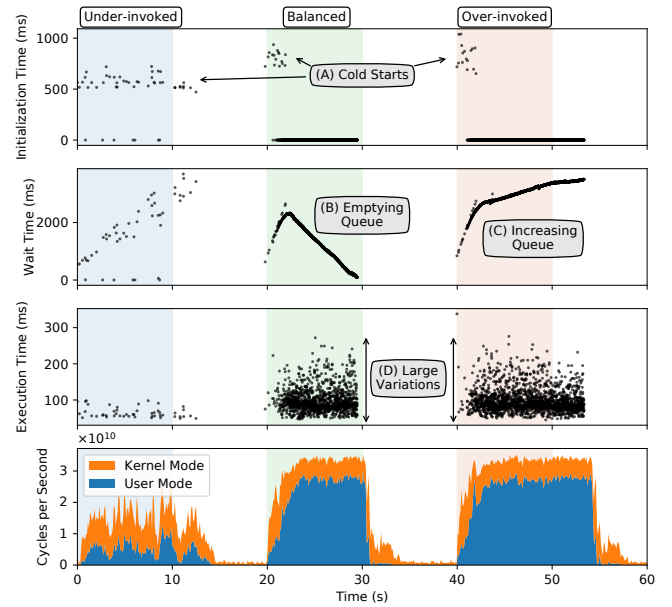 Under-invoked
Balanced
Over-invoked
Initialization Time (ms)
1000
500
0
(A) Cold Starts
Wait Time (ms)
2000
0
(B) Emptying
Queue
(C) Increasing
Queue
Execution Time (ms)
300
200
100
(D) Large
Variations
×10¹⁰
Cycles per Second
3
2
1
0
Kernel Mode
User Mode
0
10
20
30
40
50
60
Time (s)